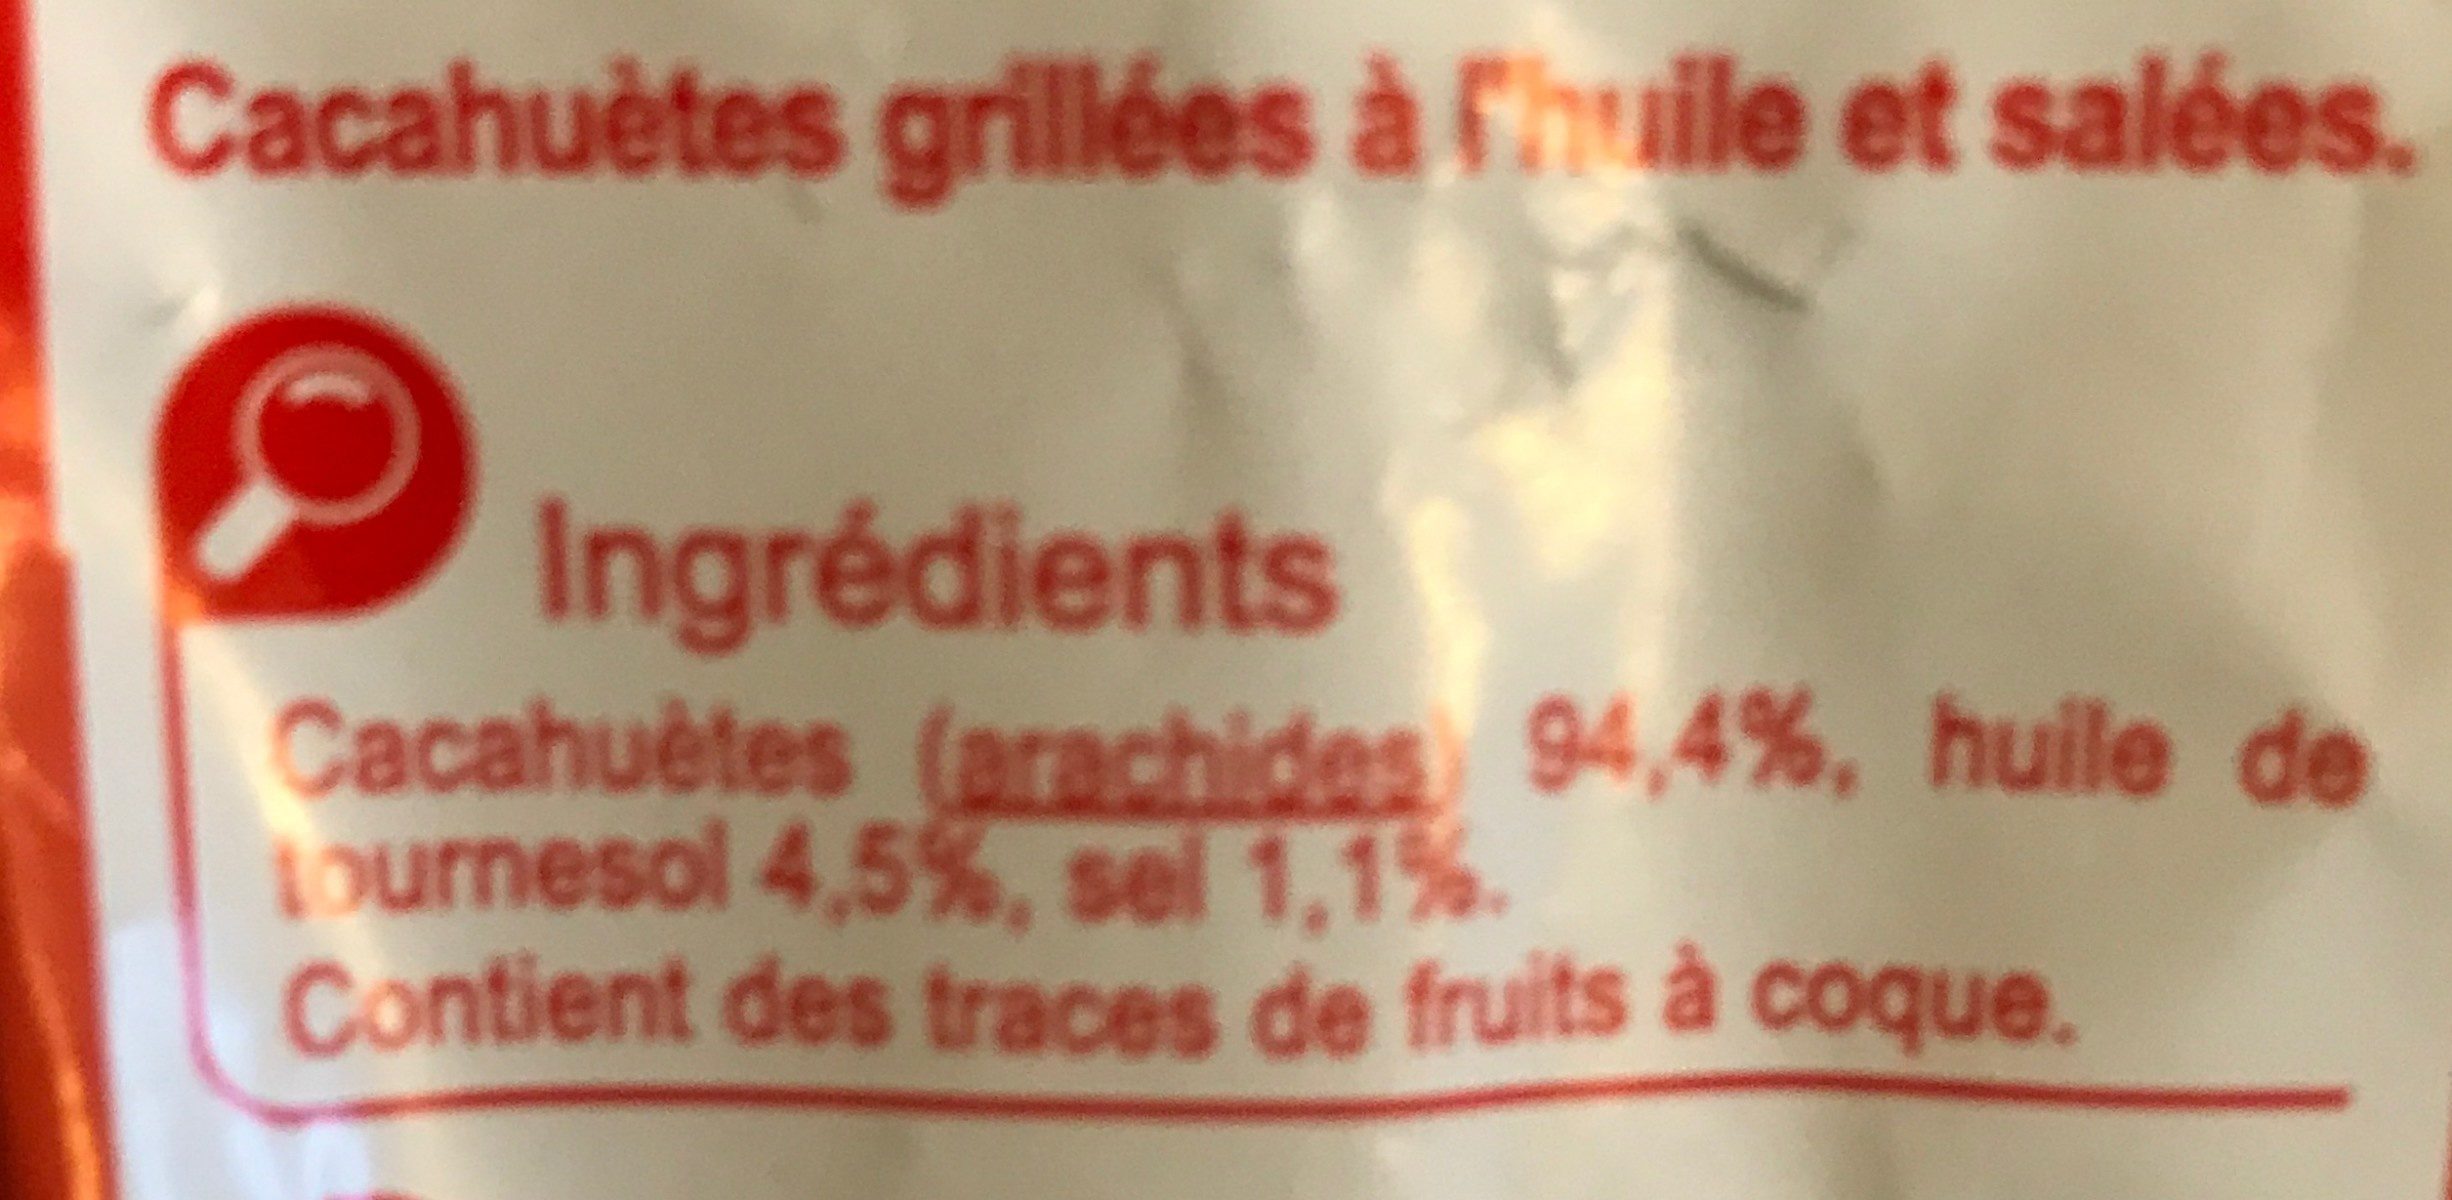 Cacahuètes grillées à l'huile et salées.
Ingrédients
Cacahuètes (arachides) 94,4%, huile de
tournesol 4,5%, sel 1,1%.
Contient des traces de fruits à coque.